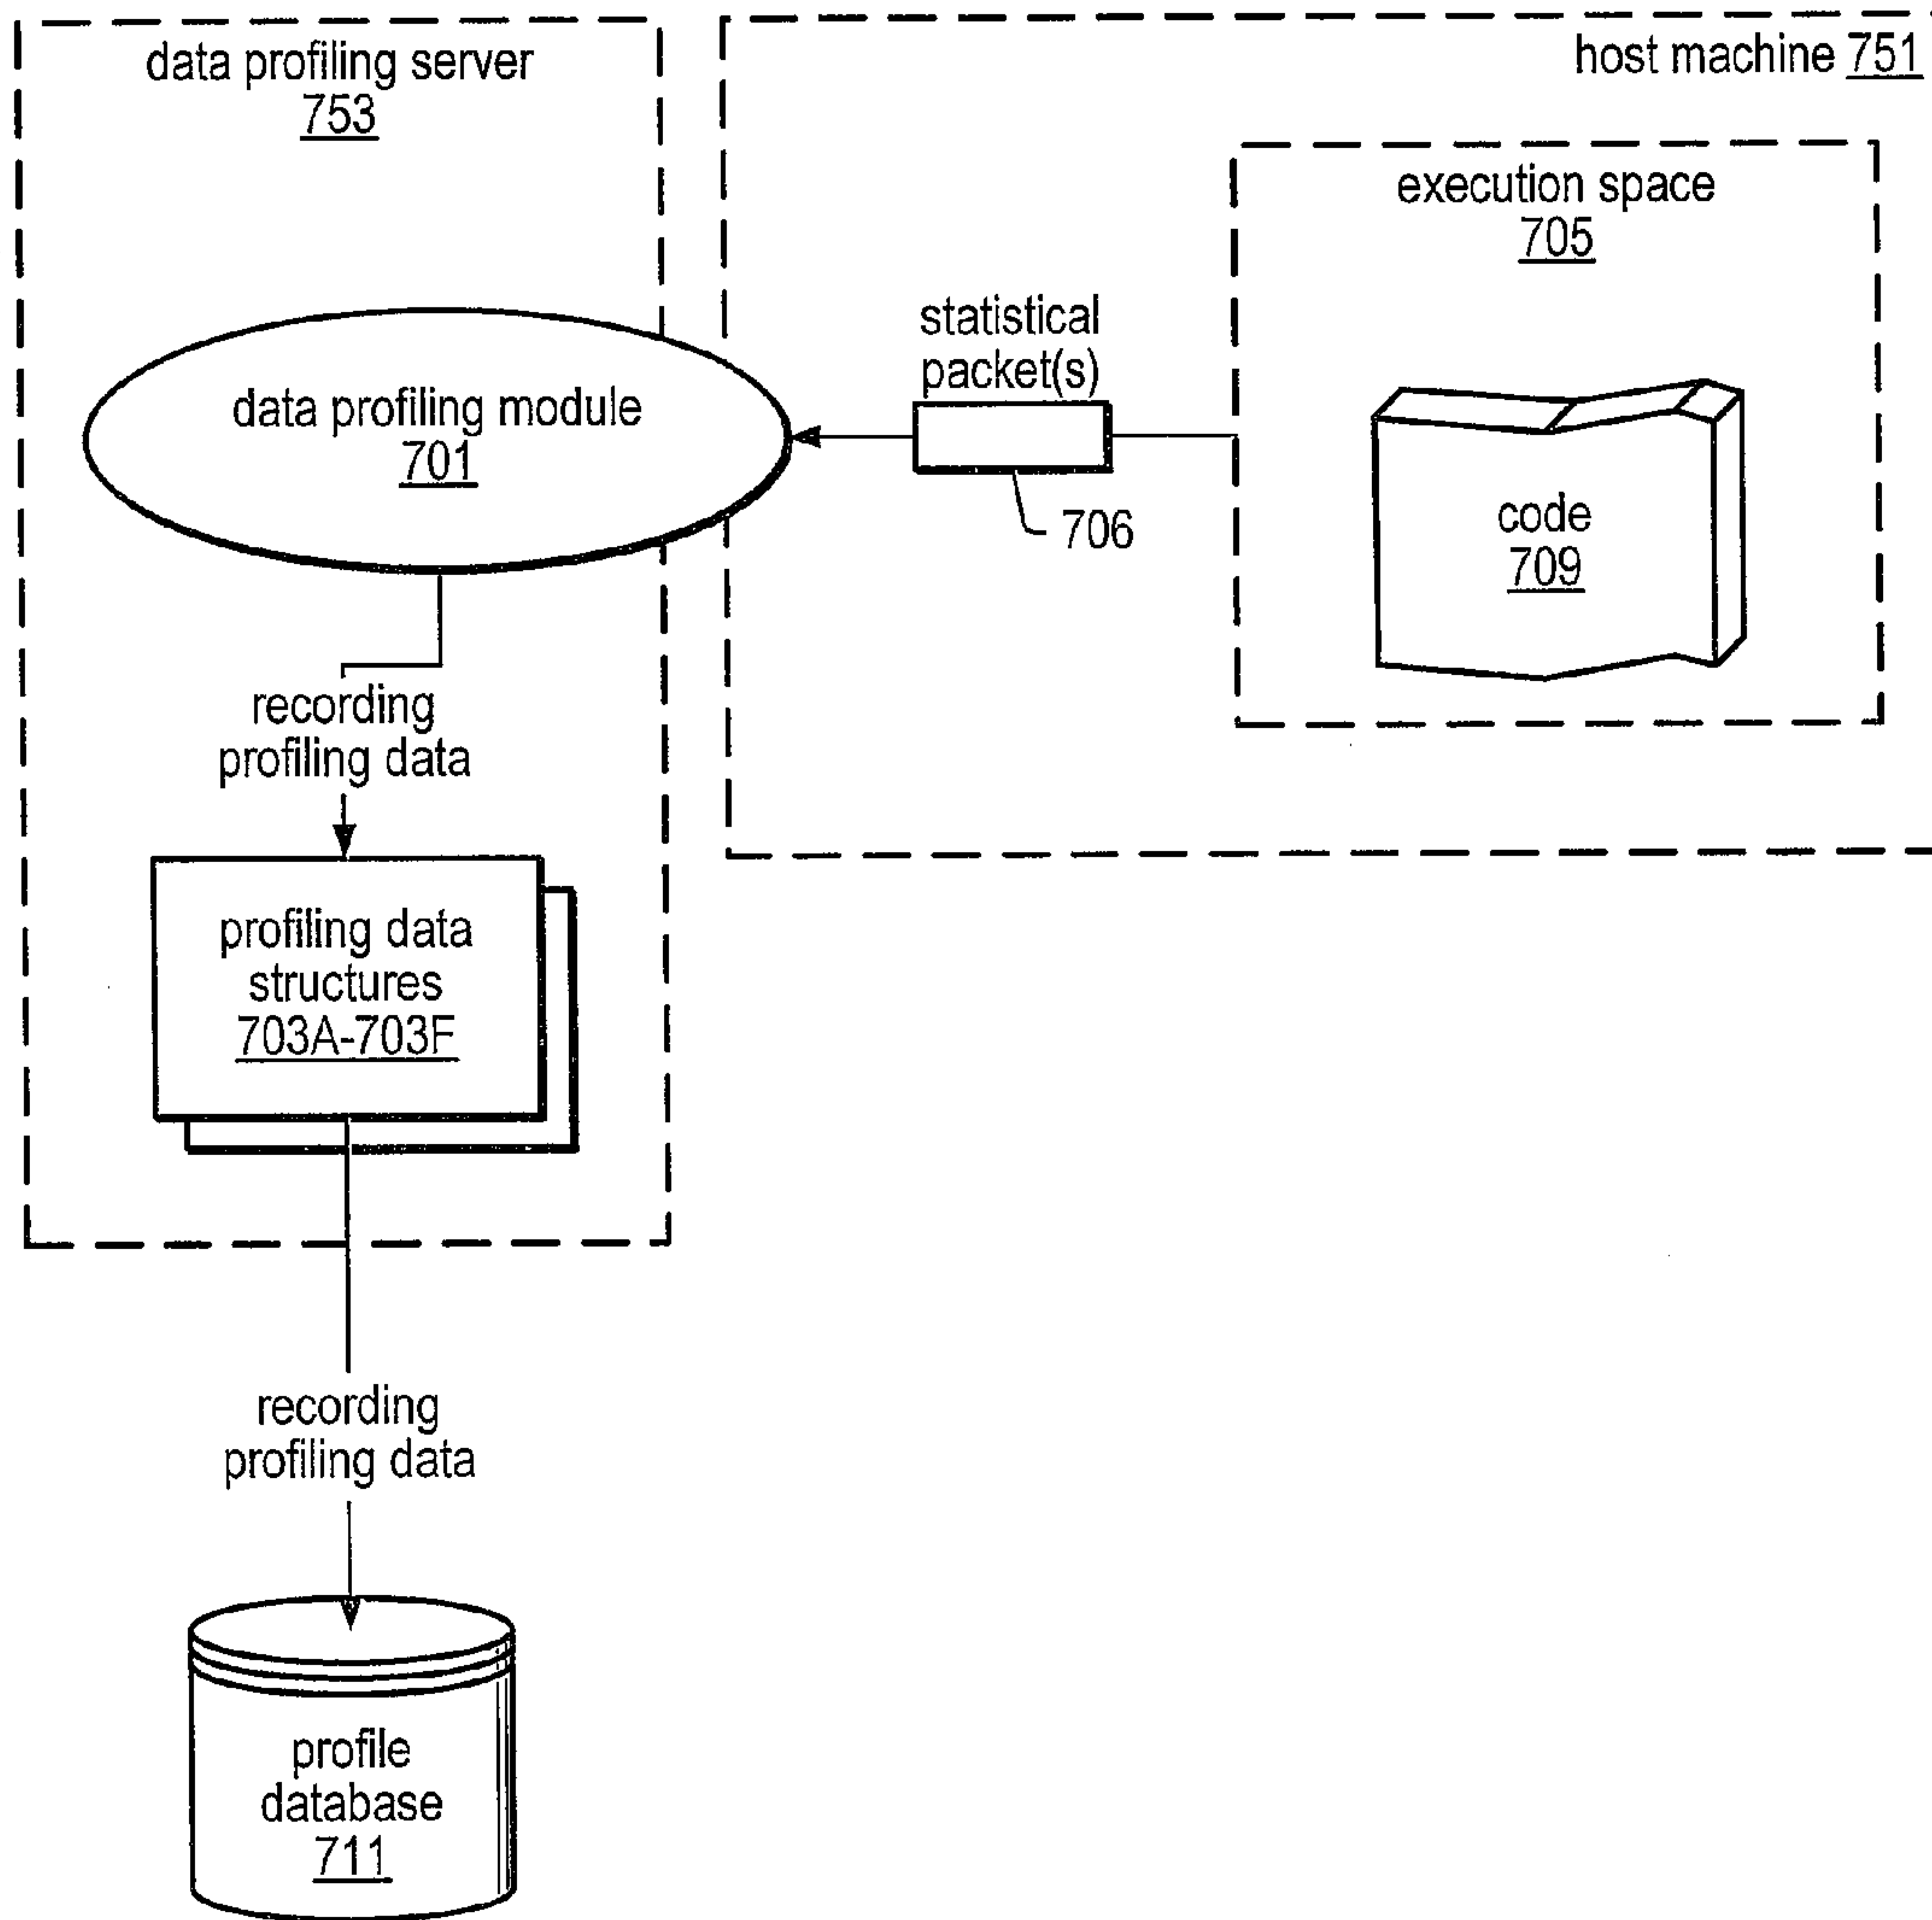 data profiling server
753
host machine 751
execution space
705
statistical
packet(s)
706
data profiling module
701
code
709
recording
profiling data
profiling data
structures
703A-703F
recording
profiling data
profile
database
711